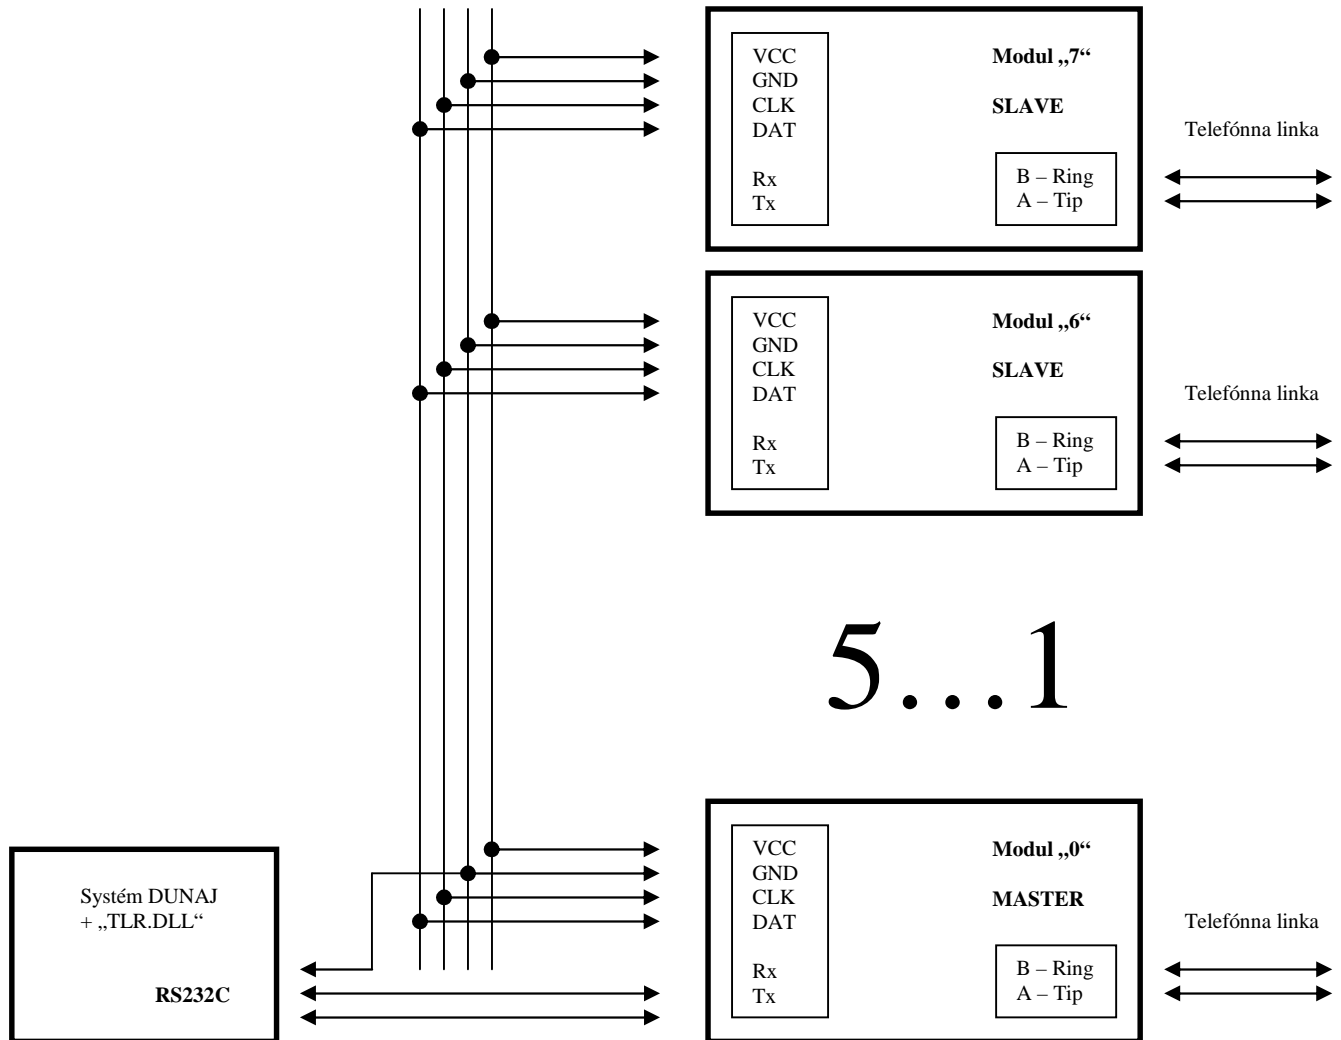 VCC
GND
CLK
DAT
Rx
Tx
Modul „7“
SLAVE
B – Ring
A – Tip
Telefónna linka
VCC
GND
CLK
DAT
Rx
Tx
Modul „6“
SLAVE
B – Ring
A – Tip
Telefónna linka
5…1
VCC
GND
CLK
DAT
Rx
Tx
Modul „0“
MASTER
B – Ring
A – Tip
Telefónna linka
Systém DUNAJ
+ „TLR.DLL“
RS232C